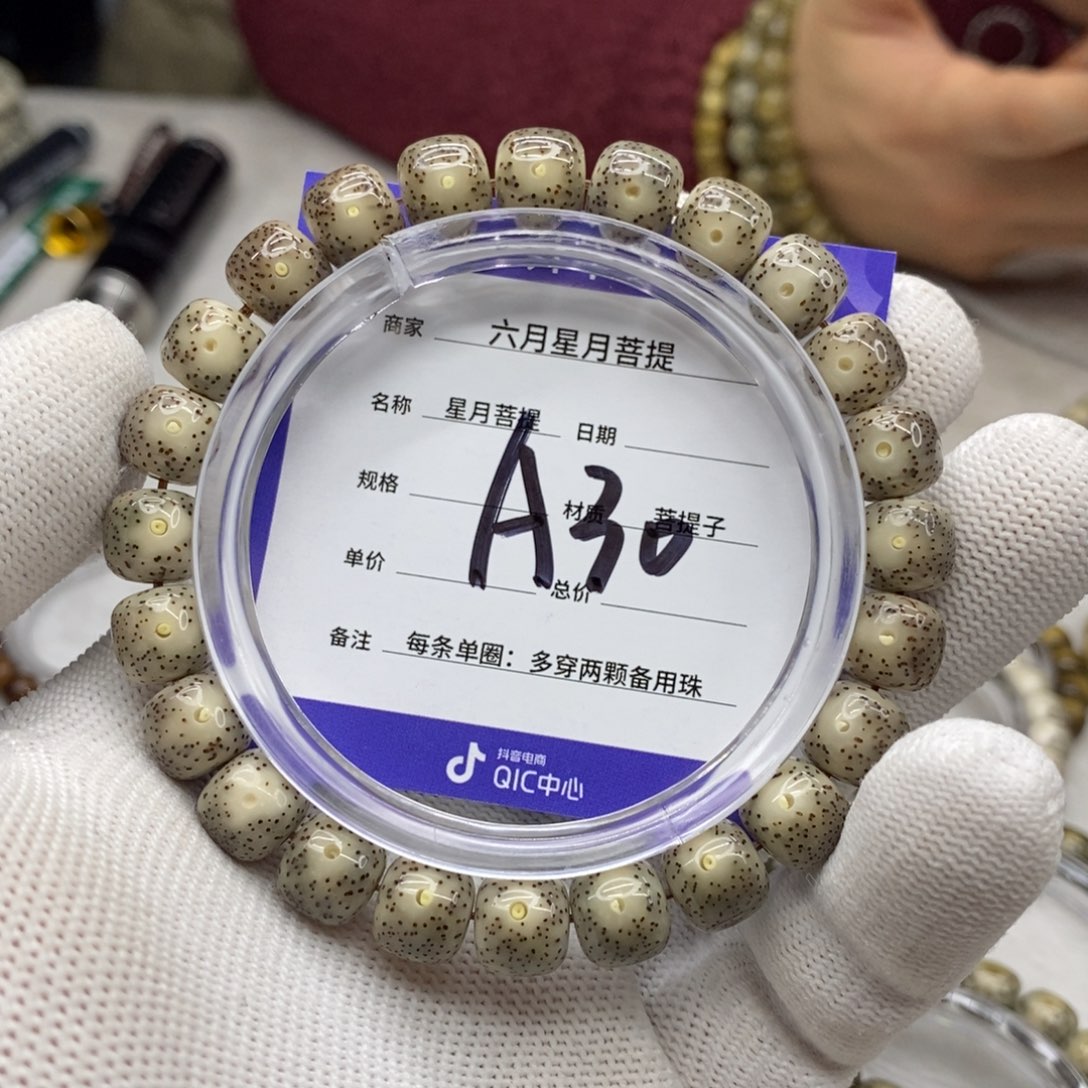 商家 六月星月菩提
名称 星月菩提 日期
规格 材质 菩提子
A30
单价 总价
备注 每条单圈：多穿两颗备用珠
抖音电商
QIC中心